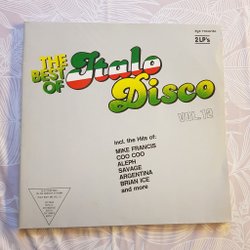 2 LP's
THE
BEST
OF
Italo
Disco
VOL. 12
Incl. the Hits of:
MIKE FRANCIS
COO COO
ALEPH
SAVAGE
ARGENTINA
BRIAN ICE
and more